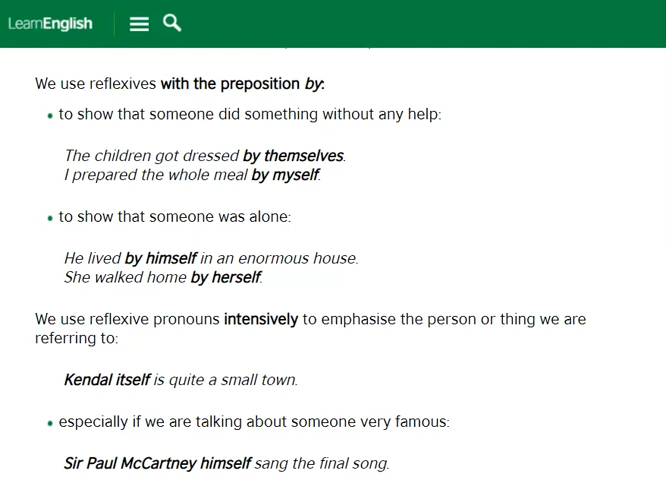 LearnEnglish
We use reflexives with the preposition by:
to show that someone did something without any help:
The children got dressed by themselves.
I prepared the whole meal by myself.
to show that someone was alone:
He lived by himself in an enormous house.
She walked home by herself.
We use reflexive pronouns intensively to emphasise the person or thing we are
referring to:
Kendal itself is quite a small town.
especially if we are talking about someone very famous:
Sir Paul McCartney himself sang the final song.